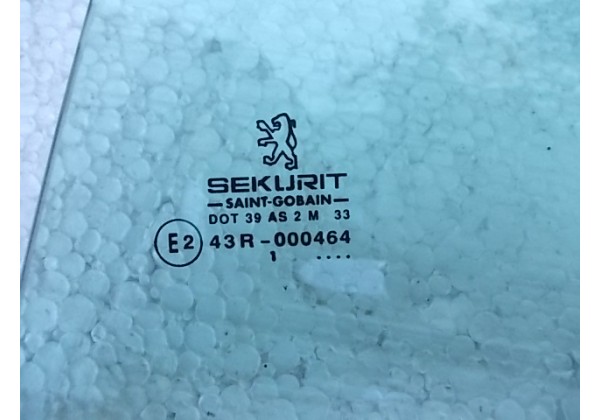 SEKURIT
SAINT-GOBAIN
DOT 39 AS 2 M 33
E2 43R-000464
1 ....